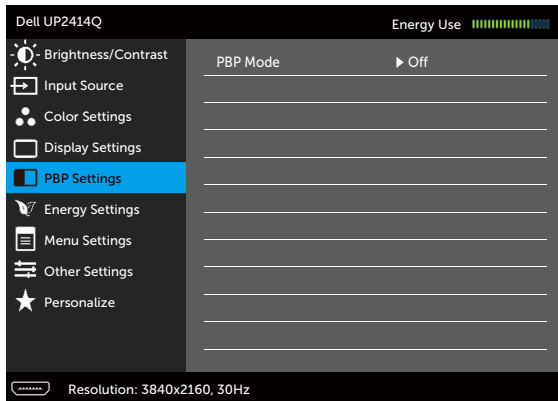 Dell UP2414Q Energy Use
Brightness/Contrast
PBP Mode Off
Input Source
Color Settings
Display Settings
PBP Settings
Energy Settings
Menu Settings
Other Settings
Personalize
Resolution: 3840x2160, 30Hz